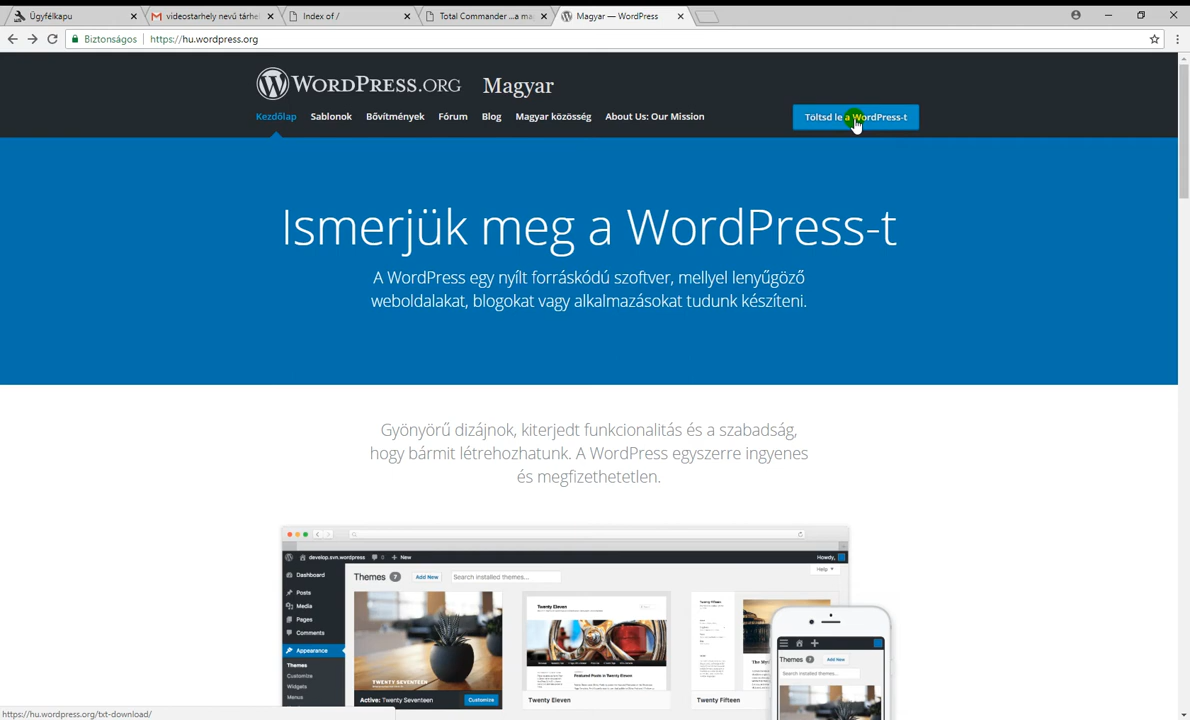 Ügyfélkapu
videostarhely nevű tárhe
Index of /
Total Commander ...a ma
Magyar — WordPress
Biztonságos
https://hu.wordpress.org
WORDPRESS.ORG
Magyar
Kezdőlap
Sablonok
Bővítmények
Fórum
Blog
Magyar közösség
About Us: Our Mission
Töltsd le a WordPress-t
Ismerjük meg a WordPress-t
A WordPress egy nyílt forráskódú szoftver, mellyel lenyűgöző
weboldalakat, blogokat vagy alkalmazásokat tudunk készíteni.
Gyönyörű dizájnok, kiterjedt funkcionalitás és a szabadság,
hogy bármit létrehozhatunk. A WordPress egyszerre ingyenes
és megfizethetetlen.
develop.svn.wordpress
0
New
Howdy,
Dashboard
Posts
Media
Pages
Comments
Appearance
Themes
Customize
Widgets
Menus
Themes 7
Add New
Search installed themes...
Help
Twenty Eleven
Featured Posts in Twenty Eleven
TWENTY SEVENTEEN
Active: Twenty Seventeen
Customize
Twenty Eleven
Twenty Fifteen
Themes 7
Add New
Search installed themes...
https://hu.wordpress.org/txt-download/